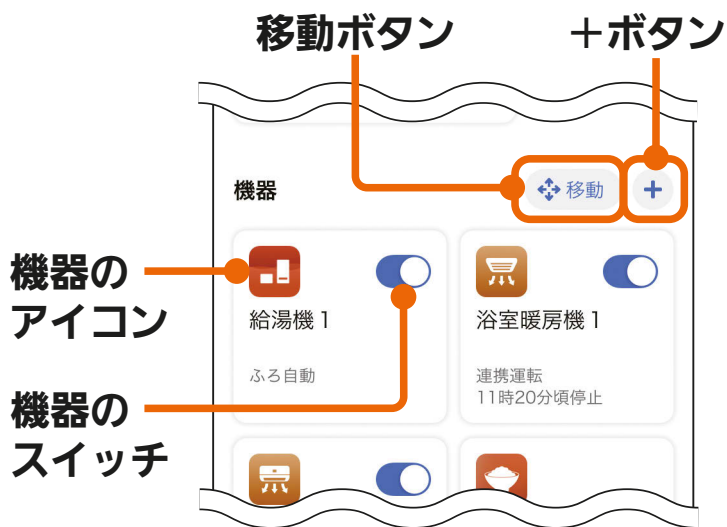 移動ボタン
＋ボタン
機器
移動
+
機器の
アイコン
給湯機1
浴室暖房機1
ふろ自動
連携運転
11時20分頃停止
機器の
スイッチ